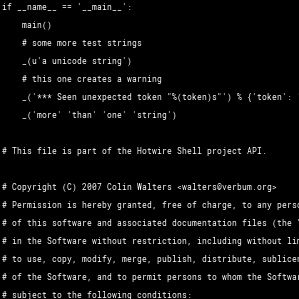 if __name__ == '__main__':
main()
# some more test strings
_(u'a unicode string')
# this one creates a warning
_('*** Seen unexpected token "%(token)s"') % {'token':
_('more' 'than' 'one' 'string')
# This file is part of the Hotwire Shell project API.
# Copyright (C) 2007 Colin Walters <walters@verbum.org>
# Permission is hereby granted, free of charge, to any
# of this software and associated documentation files (the
# in the Software without restriction, including without
# to use, copy, modify, merge, publish, distribute,
# of the Software, and to permit persons to whom the
# subject to the following conditions: